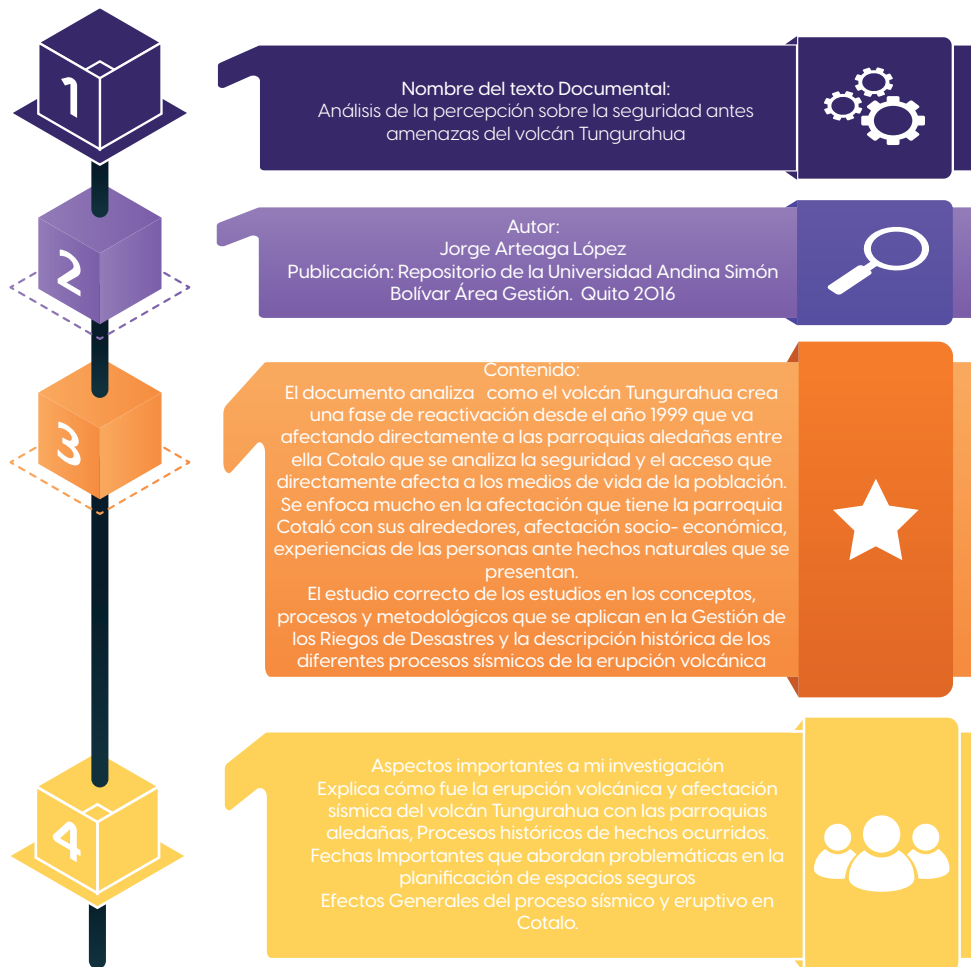 1
Nombre del texto Documental:
Análisis de la percepción sobre la seguridad antes
amenazas del volcán Tungurahua
2
Autor:
Jorge Arteaga López
Publicación: Repositorio de la Universidad Andina Simón
Bolívar Área Gestión. Quito 2016
3
Contenido:
El documento analiza como el volcán Tungurahua crea
una fase de reactivación desde el año 1999 que va
afectando directamente a las parroquias aledañas entre
ella Cotalo que se analiza la seguridad y el acceso que
directamente afecta a los medios de vida de la población.
Se enfoca mucho en la afectación que tiene la parroquia
Cotaló con sus alrededores, afectación socio- económica,
experiencias de las personas ante hechos naturales que se
presentan.
El estudio correcto de los estudios en los conceptos,
procesos y metodológicos que se aplican en la Gestión de
los Riegos de Desastres y la descripción histórica de los
diferentes procesos sísmicos de la erupción volcánica
4
Aspectos importantes a mi investigación
Explica cómo fue la erupción volcánica y afectación
sísmica del volcán Tungurahua con las parroquias
aledañas, Procesos históricos de hechos ocurridos.
Fechas Importantes que abordan problemáticas en la
planificación de espacios seguros
Efectos Generales del proceso sísmico y eruptivo en
Cotalo.